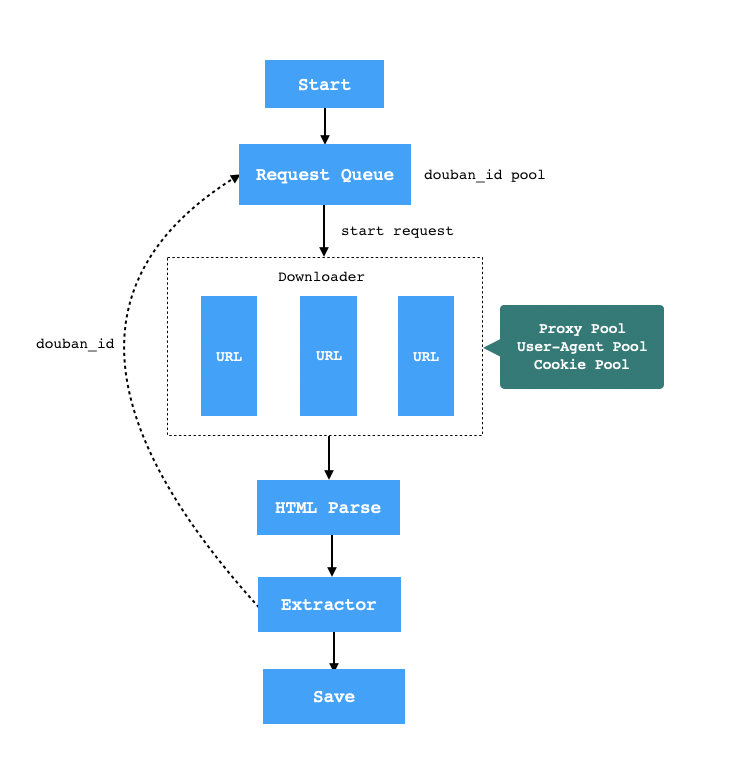 Start
Request Queue
douban_id pool
start request
Downloader
URL
URL
URL
Proxy Pool
User-Agent Pool
Cookie Pool
douban_id
HTML Parse
Extractor
Save